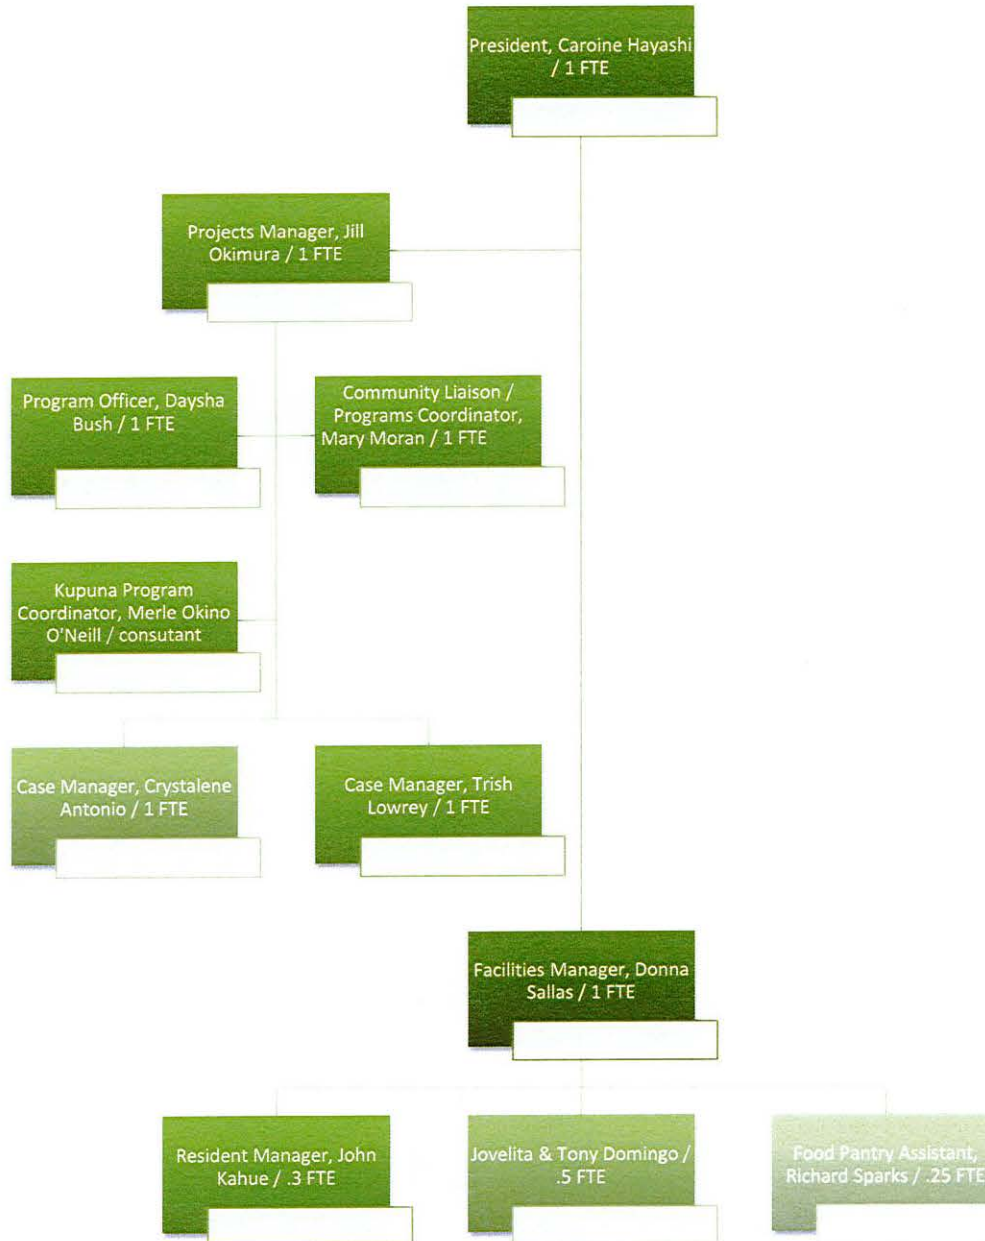 President, Caroine Hayashi
/ 1 FTE
Projects Manager, Jill
Okimura / 1 FTE
Program Officer, Daysha
Bush / 1 FTE
Community Liaison /
Programs Coordinator,
Mary Moran / 1 FTE
Kupuna Program
Coordinator, Merle Okino
O'Neill / consutant
Case Manager, Crystalene
Antonio / 1 FTE
Case Manager, Trish
Lowrey / 1 FTE
Facilities Manager, Donna
Sallas / 1 FTE
Resident Manager, John
Kahue / .3 FTE
Jovelita & Tony Domingo /
.5 FTE
Food Pantry Assistant,
Richard Sparks / .25 FTE